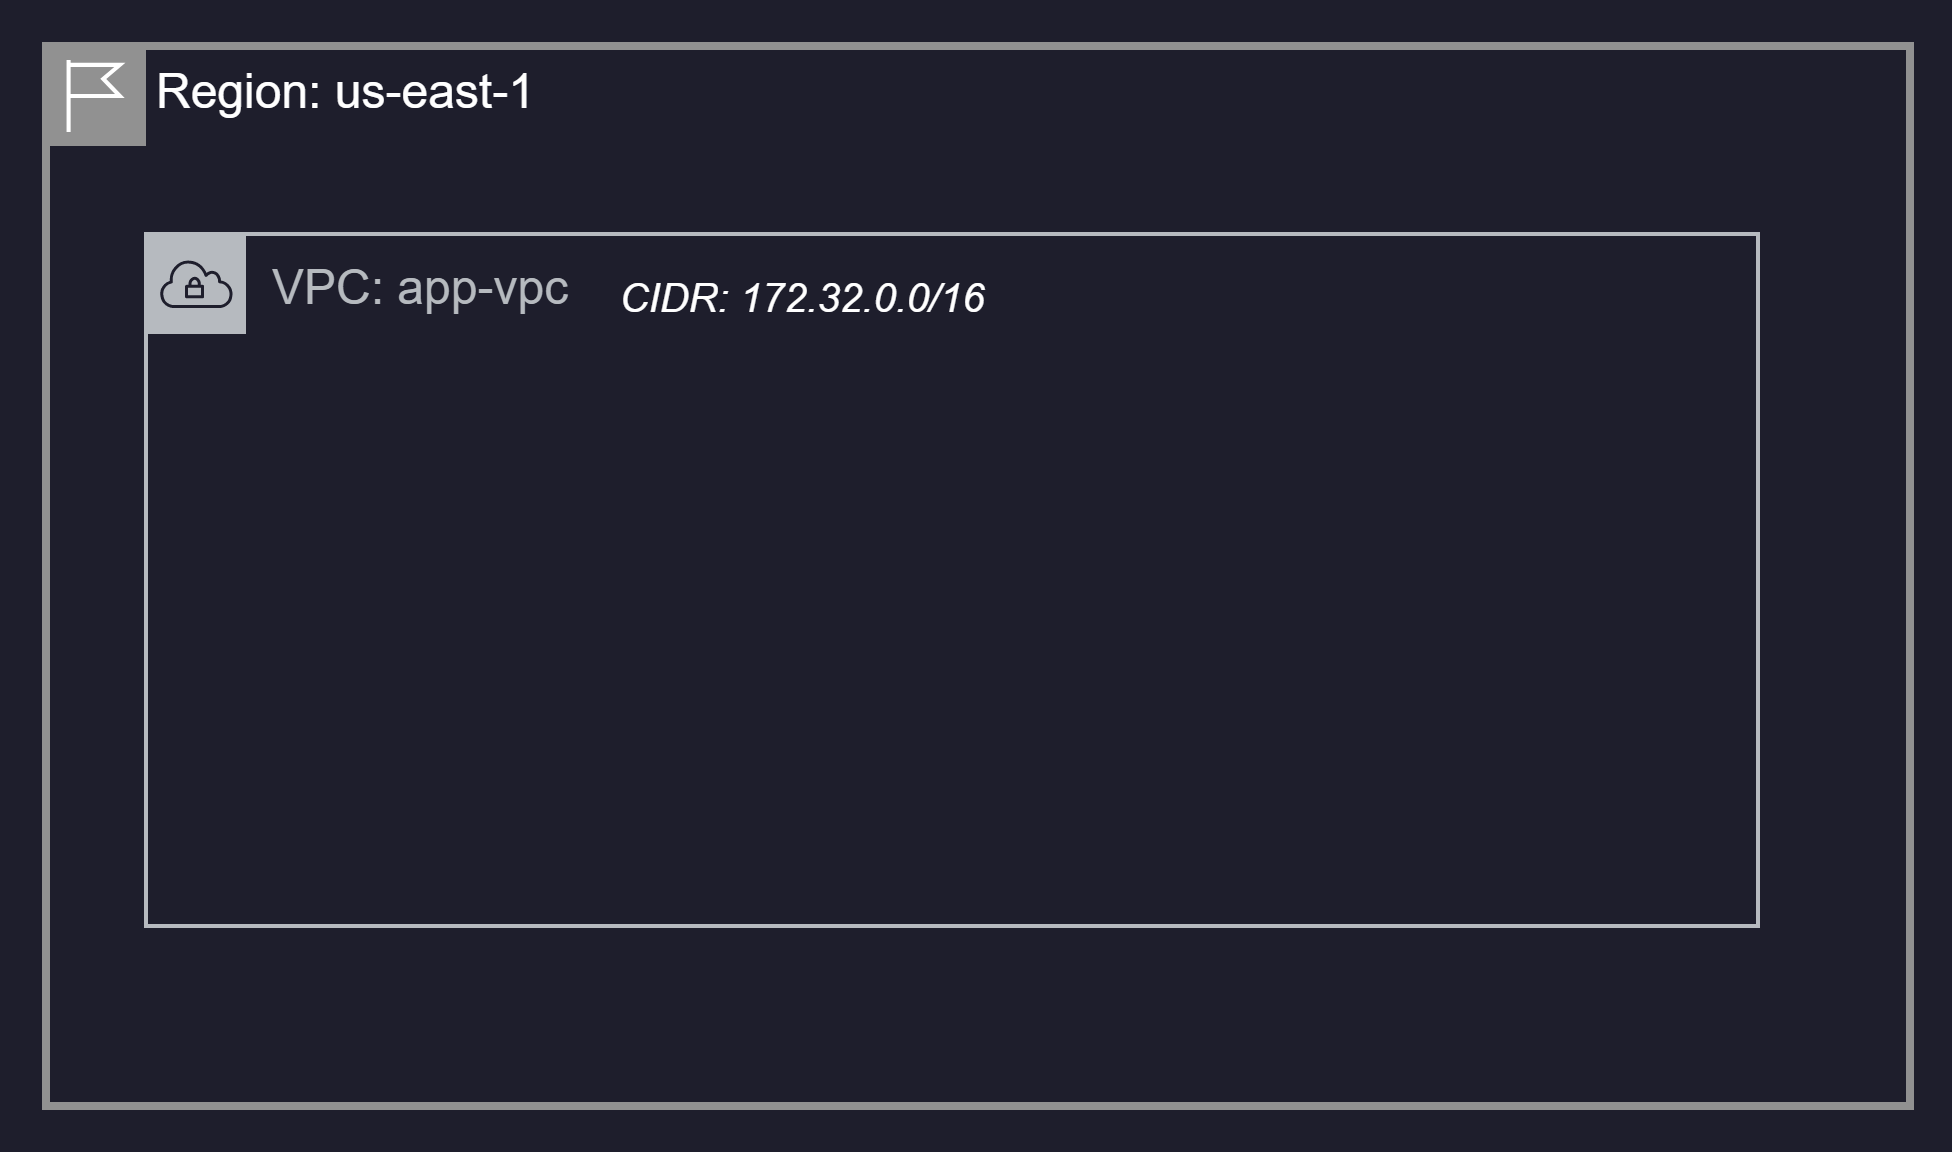 Region: us-east-1
VPC: app-vpc
CIDR: 172.32.0.0/16